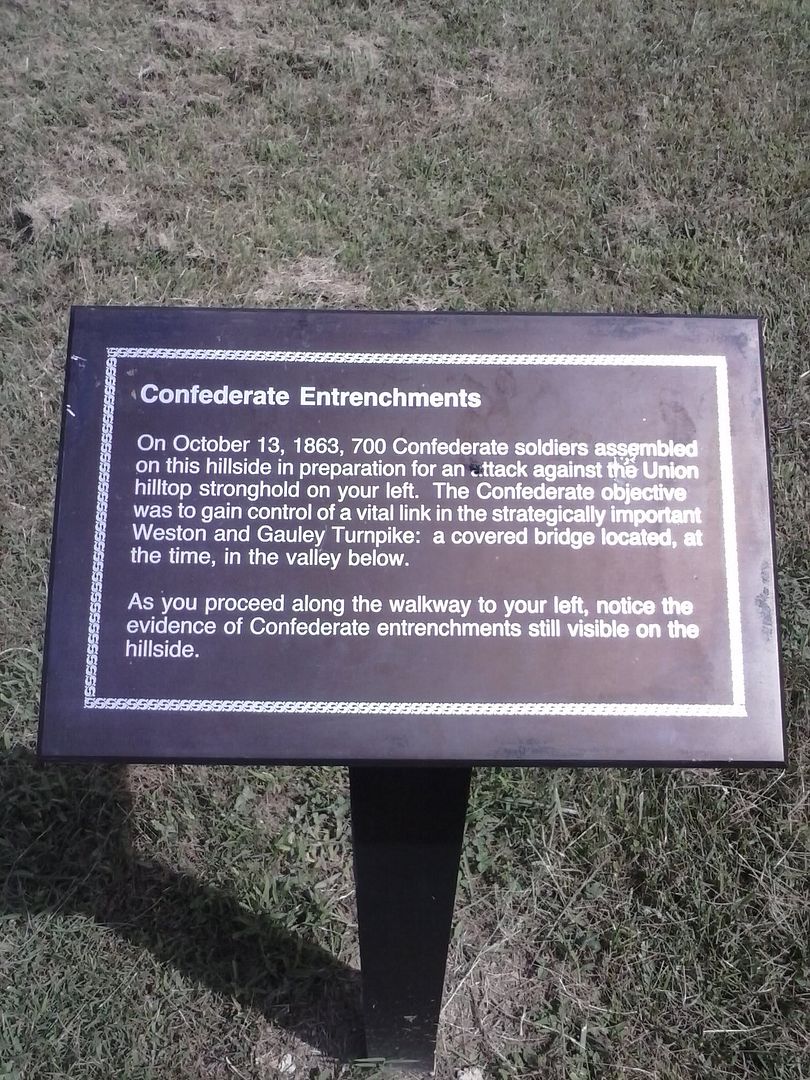 Confederate Entrenchments
On October 13, 1863, 700 Confederate soldiers assembled
on this hillside in preparation for an attack against the Union
hilltop stronghold on your left. The Confederate objective
was to gain control of a vital link in the strategically important
Weston and Gauley Turnpike: a covered bridge located, at
the time, in the valley below.
As you proceed along the walkway to your left, notice the
evidence of Confederate entrenchments still visible on the
hillside.